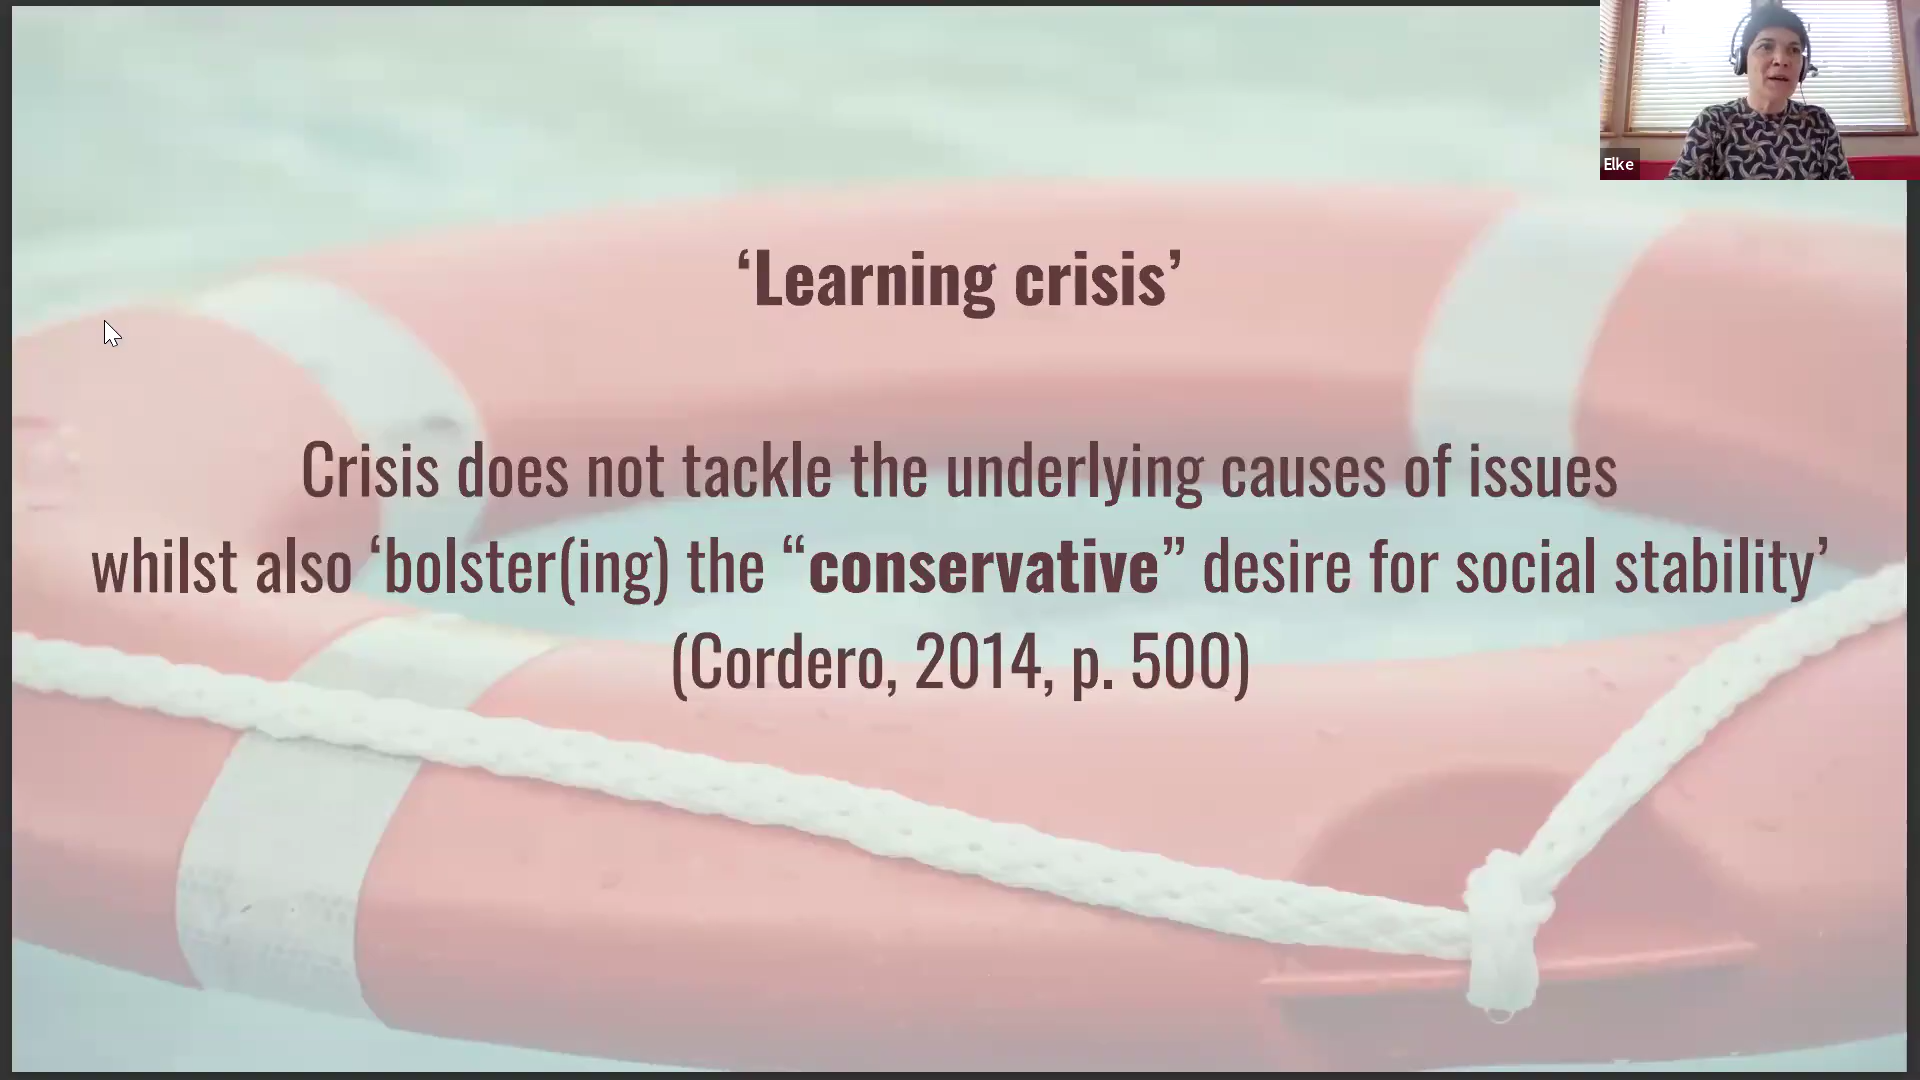 Elke
‘Learning crisis’
Crisis does not tackle the underlying causes of issues
whilst also ‘bolster(ing) the “conservative” desire for social stability’
(Cordero, 2014, p. 500)